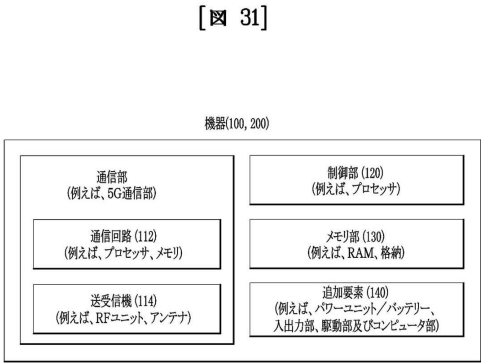 [図 31]
機器(100, 200)
通信部
(例えば、5G通信部)
通信回路(112)
(例えば、プロセッサ、メモリ)
送受信機(114)
(例えば、RFユニット、アンテナ)
制御部(120)
(例えば、プロセッサ)
メモリ部(130)
(例えば、RAM、格納)
追加要素(140)
(例えば、パワーユニット／バッテリー、
入出力部、駆動部及びコンピュータ部)